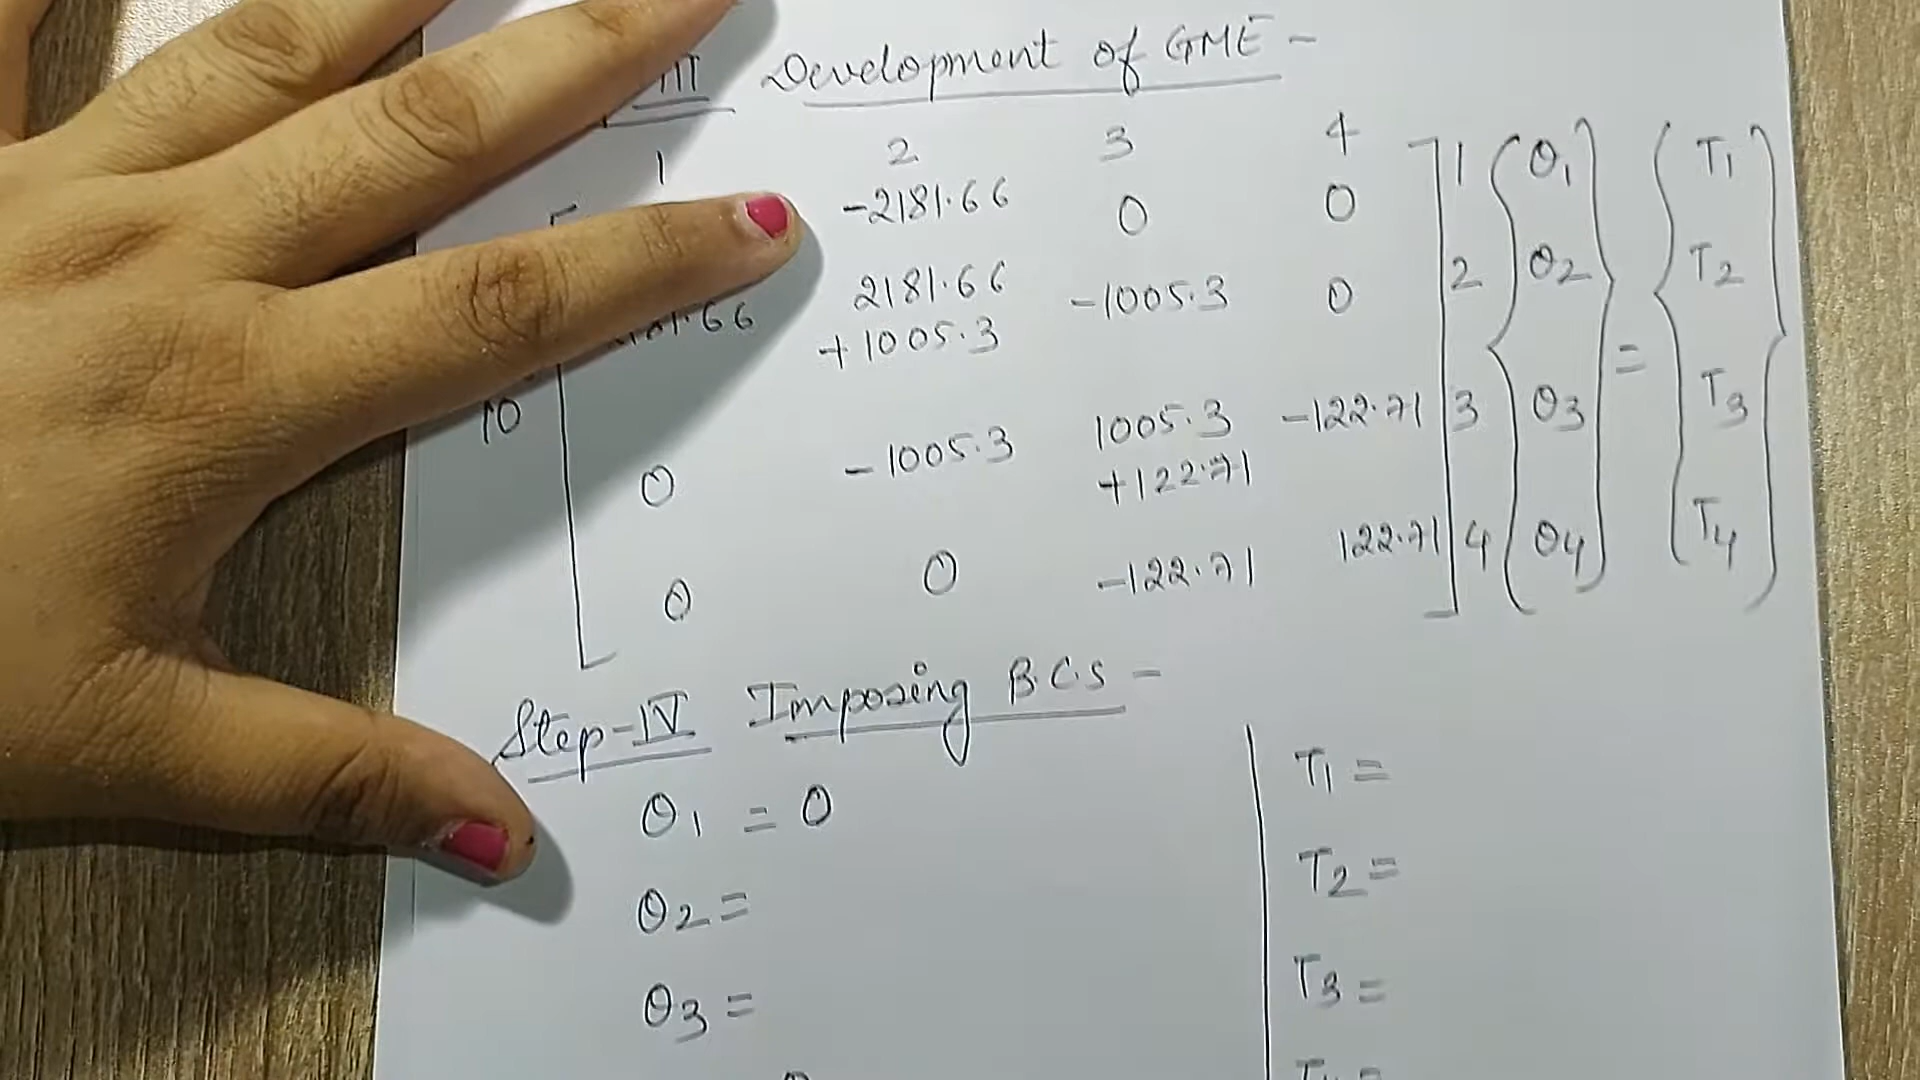 III Development of GME -
1 2 3 4
-2181.66 0 0 ] 1 { θ1 } { T1 }
2181.66 -1005.3 0 2 θ2 T2
+1005.3 =
10
0 -1005.3 1005.3 -122.71 3 θ3 T3
+122.71
0 0 -122.71 122.71 4 θ4 T4
Step-IV Imposing B.C.S -
θ1 = 0
θ2 =
θ3 =
T1 =
T2 =
T3 =